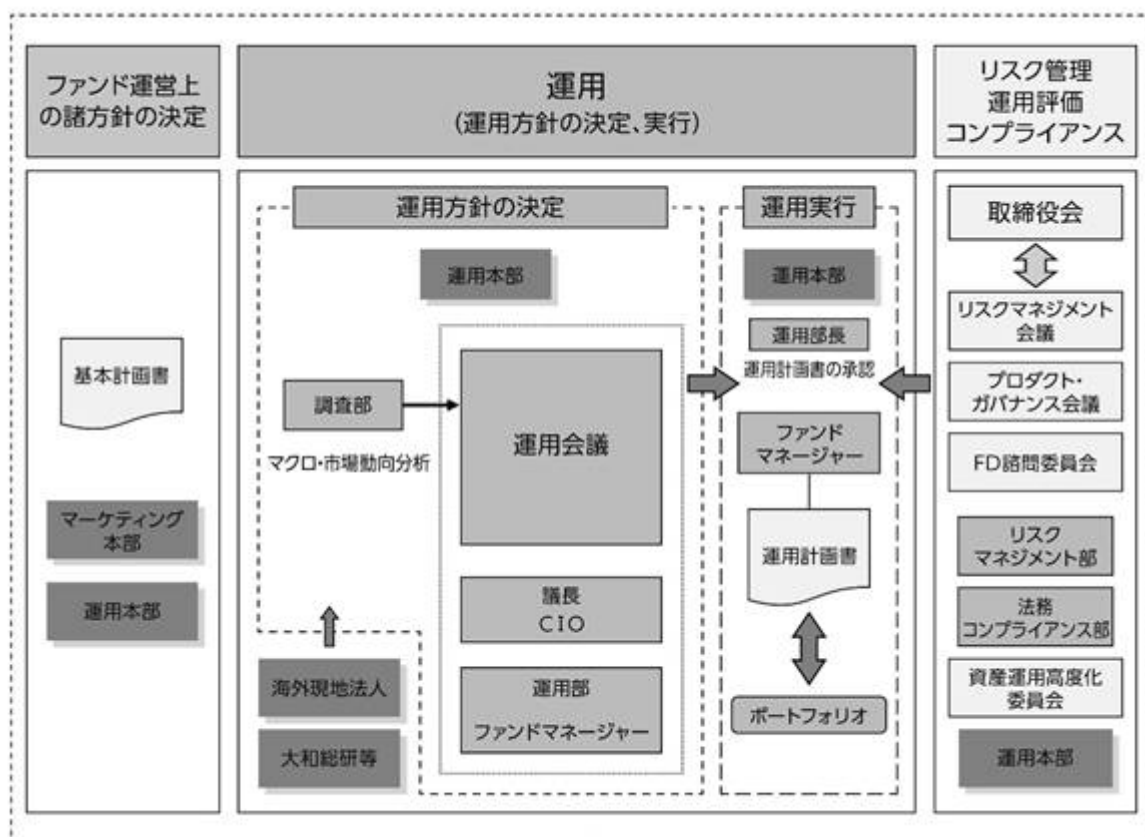 ファンド運営上
の諸方針の決定
運用
(運用方針の決定、実行)
リスク管理
運用評価
コンプライアンス
基本計画書
マーケティング
本部
運用本部
運用方針の決定
運用本部
調査部
マクロ・市場動向分析
運用会議
議長
CIO
運用部
ファンドマネージャー
海外現地法人
大和総研等
運用実行
運用本部
運用部長
運用計画書の承認
ファンド
マネージャー
運用計画書
ポートフォリオ
取締役会
リスクマネジメント
会議
プロダクト・
ガバナンス会議
FD諮問委員会
リスク
マネジメント部
法務
コンプライアンス部
資産運用高度化
委員会
運用本部